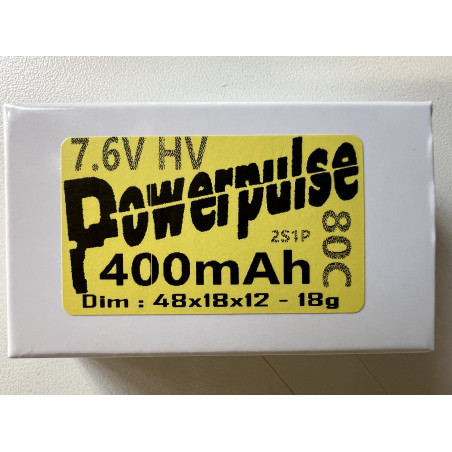 7.6V HV
Powerpulse
80C
2S1P
400mAh
Dim : 48x18x12 - 18g